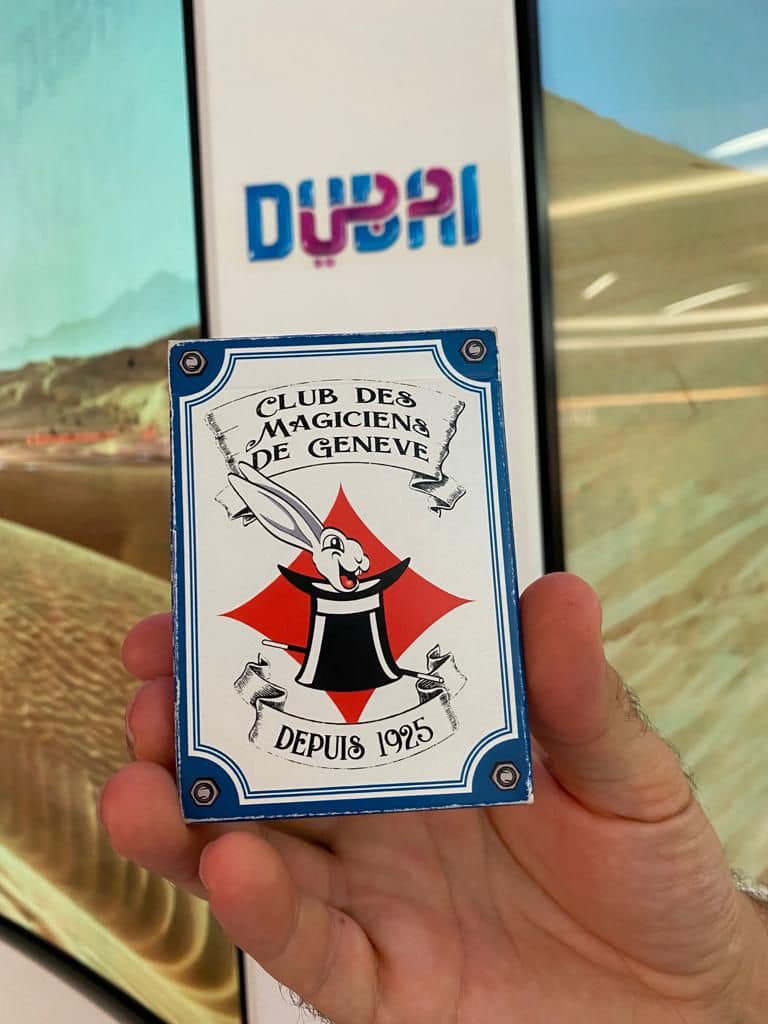 DUBAI
CLUB DES
MAGICIENS
DE GENEVE
DEPUIS 1925